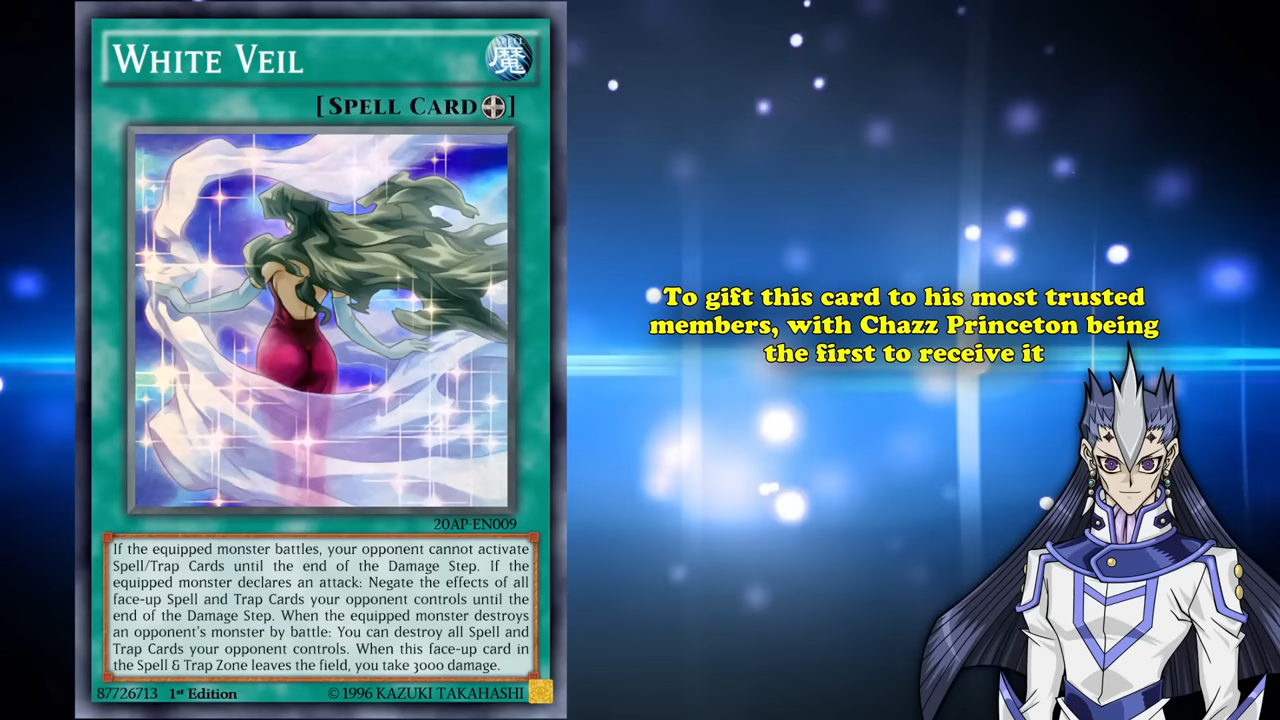 White Veil
魔
[Spell Card]
20AP-EN009
If the equipped monster battles, your opponent cannot activate
Spell/Trap Cards until the end of the Damage Step. If the
equipped monster declares an attack: Negate the effects of all
face-up Spell and Trap Cards your opponent controls until the
end of the Damage Step. When the equipped monster destroys
an opponent's monster by battle: You can destroy all Spell and
Trap Cards your opponent controls. When this face-up card in
the Spell & Trap Zone leaves the field, you take 3000 damage.
87726713 1st Edition
© 1996 KAZUKI TAKAHASHI
To gift this card to his most trusted
members, with Chazz Princeton being
the first to receive it